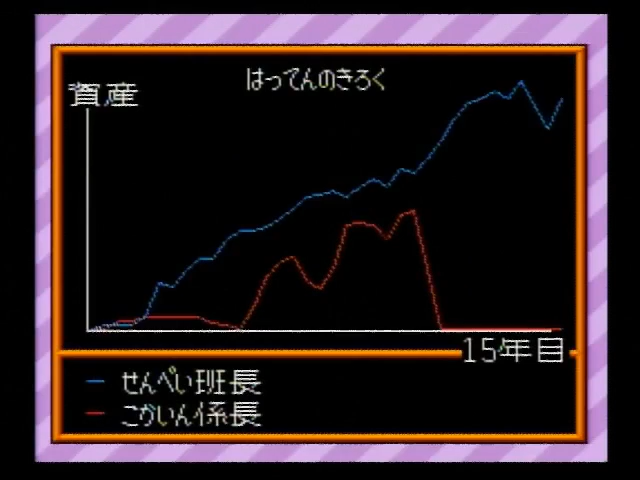 はってんのきろく
資産
15年目
せんべい班長
こかいん係長